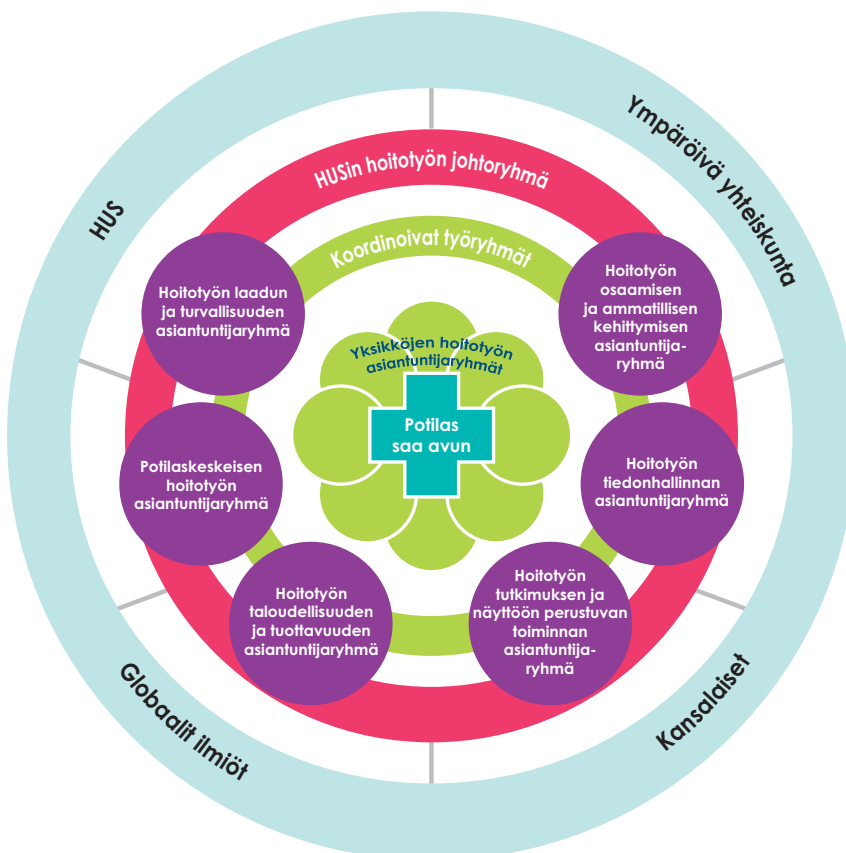 HUS
Ympäröivä yhteiskunta
HUSin hoitotyön johtoryhmä
Koordinoivat työryhmät
Hoitotyön laadun
ja turvallisuuden
asiantuntijaryhmä
Hoitotyön
osaamisen
ja ammatillisen
kehittymisen
asiantuntija-
ryhmä
Yksikköjen hoitotyön
asiantuntijaryhmät
Potilas
saa avun
Potilaskeskeisen
hoitotyön
asiantuntijaryhmä
Hoitotyön
tiedonhallinnan
asiantuntijaryhmä
Hoitotyön
taloudellisuuden
ja tuottavuuden
asiantuntijaryhmä
Hoitotyön
tutkimuksen ja
näyttöön perustuvan
toiminnan
asiantuntija-
ryhmä
Globaalit ilmiöt
Kansalaiset